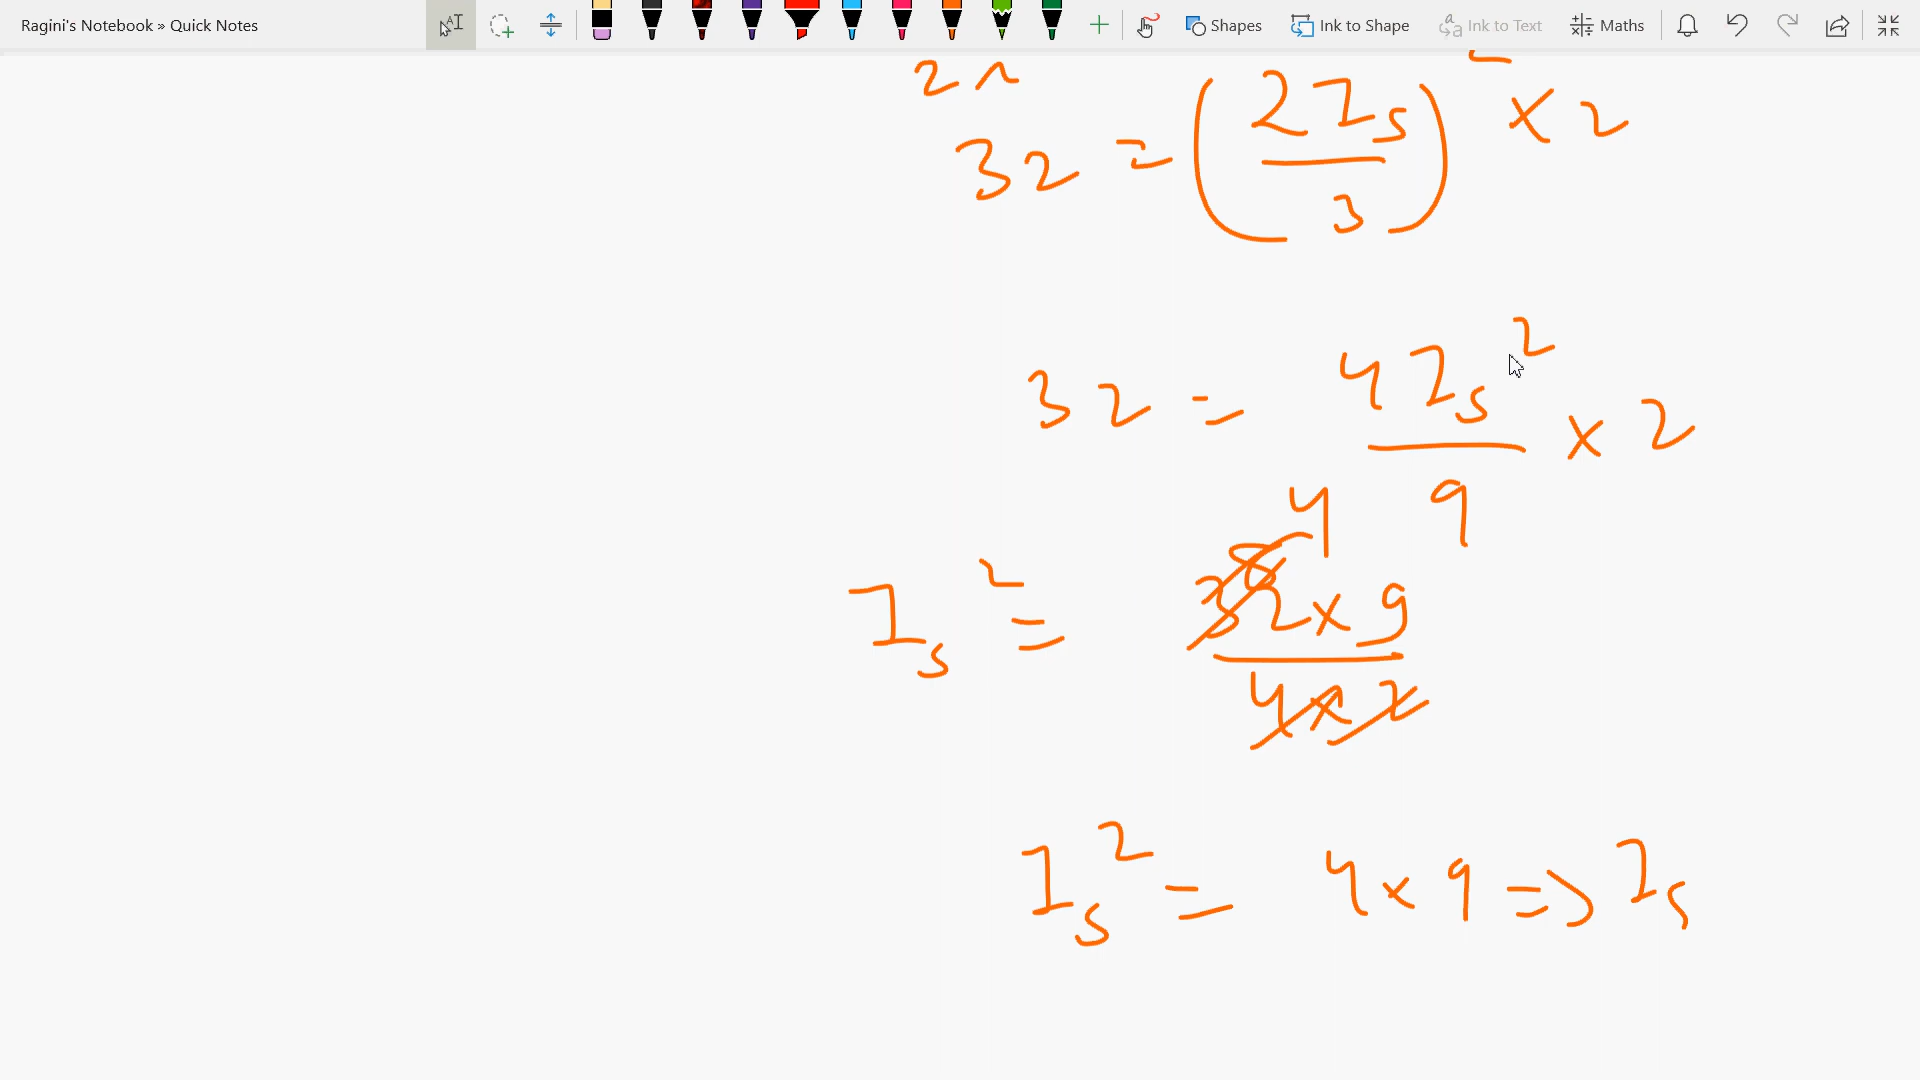 Ragini's Notebook » Quick Notes Shapes Ink to Shape Ink to Text Maths
32 = (2Is/3)² × 2
32 = 4Is²/9 × 2
Is² = 32×9/4×2
8
4
Is² = 4×9 => Is